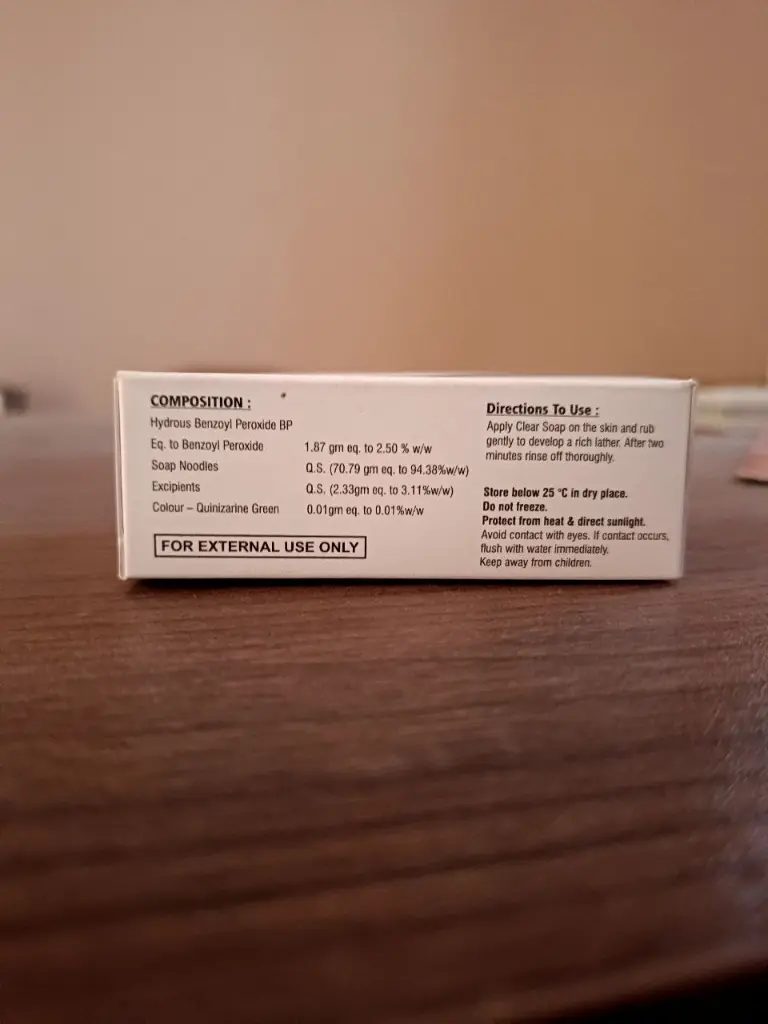 COMPOSITION :
Hydrous Benzoyl Peroxide BP
Eq. to Benzoyl Peroxide 1.87 gm eq. to 2.50 % w/w
Soap Noodles Q.S. (70.79 gm eq. to 94.38%w/w)
Excipients Q.S. (2.33gm eq. to 3.11%w/w)
Colour – Quinizarine Green 0.01gm eq. to 0.01%w/w
FOR EXTERNAL USE ONLY
Directions To Use :
Apply Clear Soap on the skin and rub
gently to develop a rich lather. After two
minutes rinse off thoroughly.
Store below 25 °C in dry place.
Do not freeze.
Protect from heat & direct sunlight.
Avoid contact with eyes. If contact occurs,
flush with water immediately.
Keep away from children.